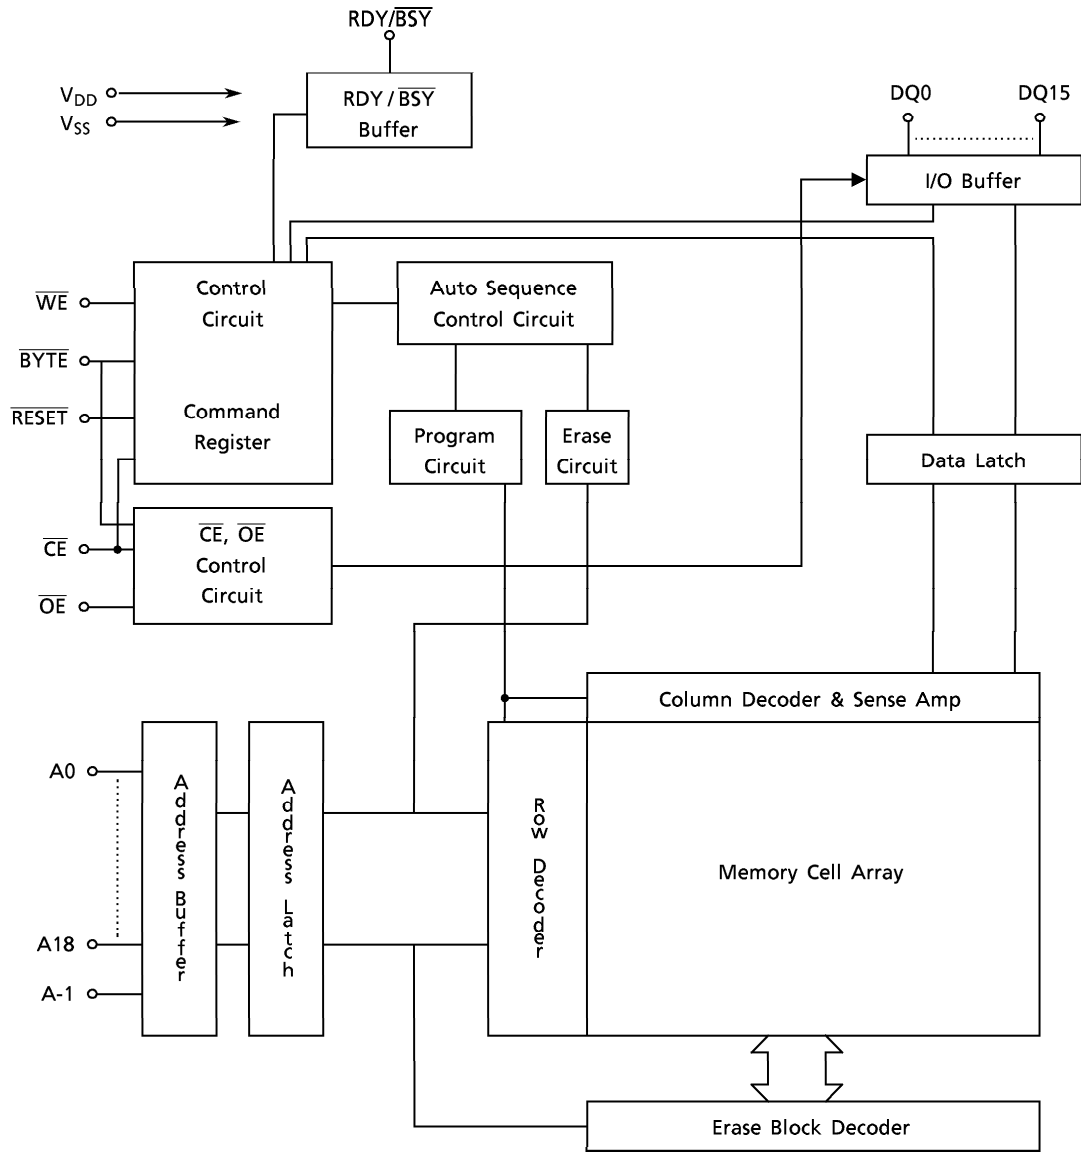 RDY/BSY
VDD
VSS
RDY / BSY
Buffer
DQ0
DQ15
I/O Buffer
WE
BYTE
RESET
Control
Circuit
Command
Register
Auto Sequence
Control Circuit
Program
Circuit
Erase
Circuit
Data Latch
CE
OE
CE, OE
Control
Circuit
Column Decoder & Sense Amp
A0
A18
A-1
Address Buffer
Address Latch
Row Decoder
Memory Cell Array
Erase Block Decoder